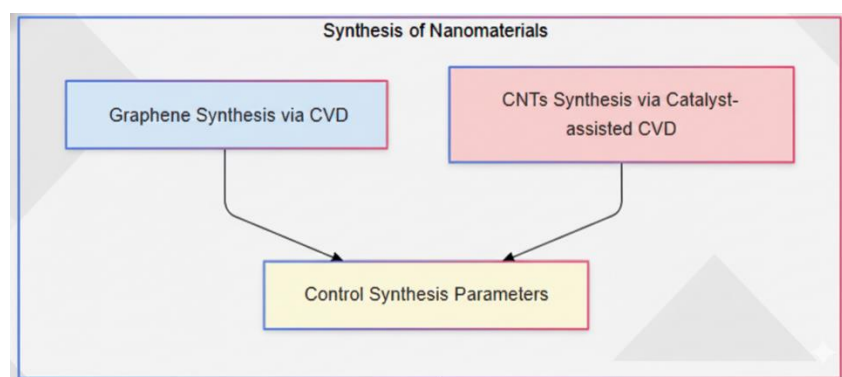 Synthesis of Nanomaterials
Graphene Synthesis via CVD
CNTs Synthesis via Catalyst-
assisted CVD
Control Synthesis Parameters